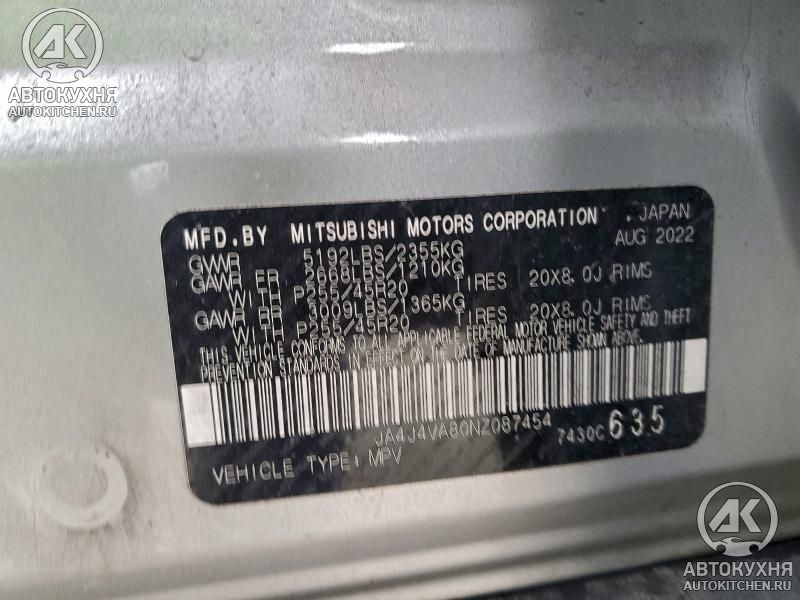 АК
АВТОКУХНЯ
AUTOKITCHEN.RU
MFD.BY MITSUBISHI MOTORS CORPORATION JAPAN
GVWR 5192LBS/2355KG AUG 2022
GAWR FR 2668LBS/1210KG
WITH P255/45R20 TIRES 20X8.0J RIMS
GAWR RR 3009LBS/1365KG
WITH P255/45R20 TIRES 20X8.0J RIMS
THIS VEHICLE CONFORMS TO ALL APPLICABLE FEDERAL MOTOR VEHICLE SAFETY AND THEFT
PREVENTION STANDARDS IN EFFECT ON THE DATE OF MANUFACTURE SHOWN ABOVE.
JA4J4VA80NZ087454 7430C 635
VEHICLE TYPE: MPV
АК
АВТОКУХНЯ
AUTOKITCHEN.RU